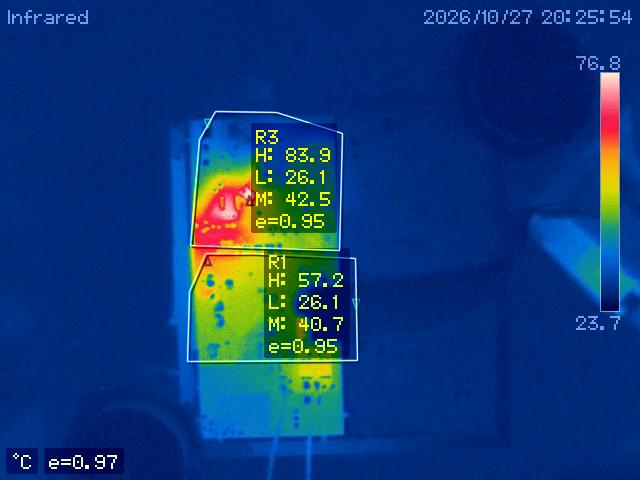 Infrared
2026/10/27 20:25:54
76.8
R3
H: 83.9
L: 26.1
M: 42.5
e=0.95
R1
H: 57.2
L: 26.1
M: 40.7
e=0.95
23.7
°C e=0.97